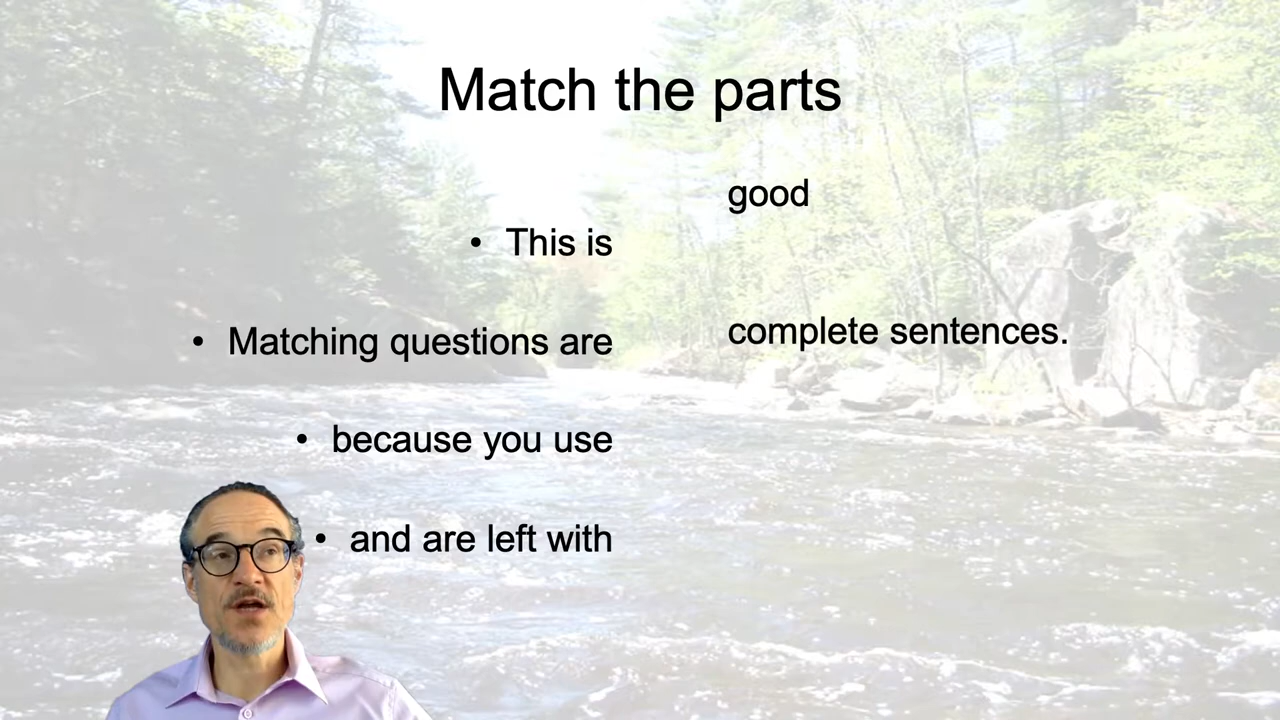 Match the parts
• This is
• Matching questions are
• because you use
• and are left with
good
complete sentences.